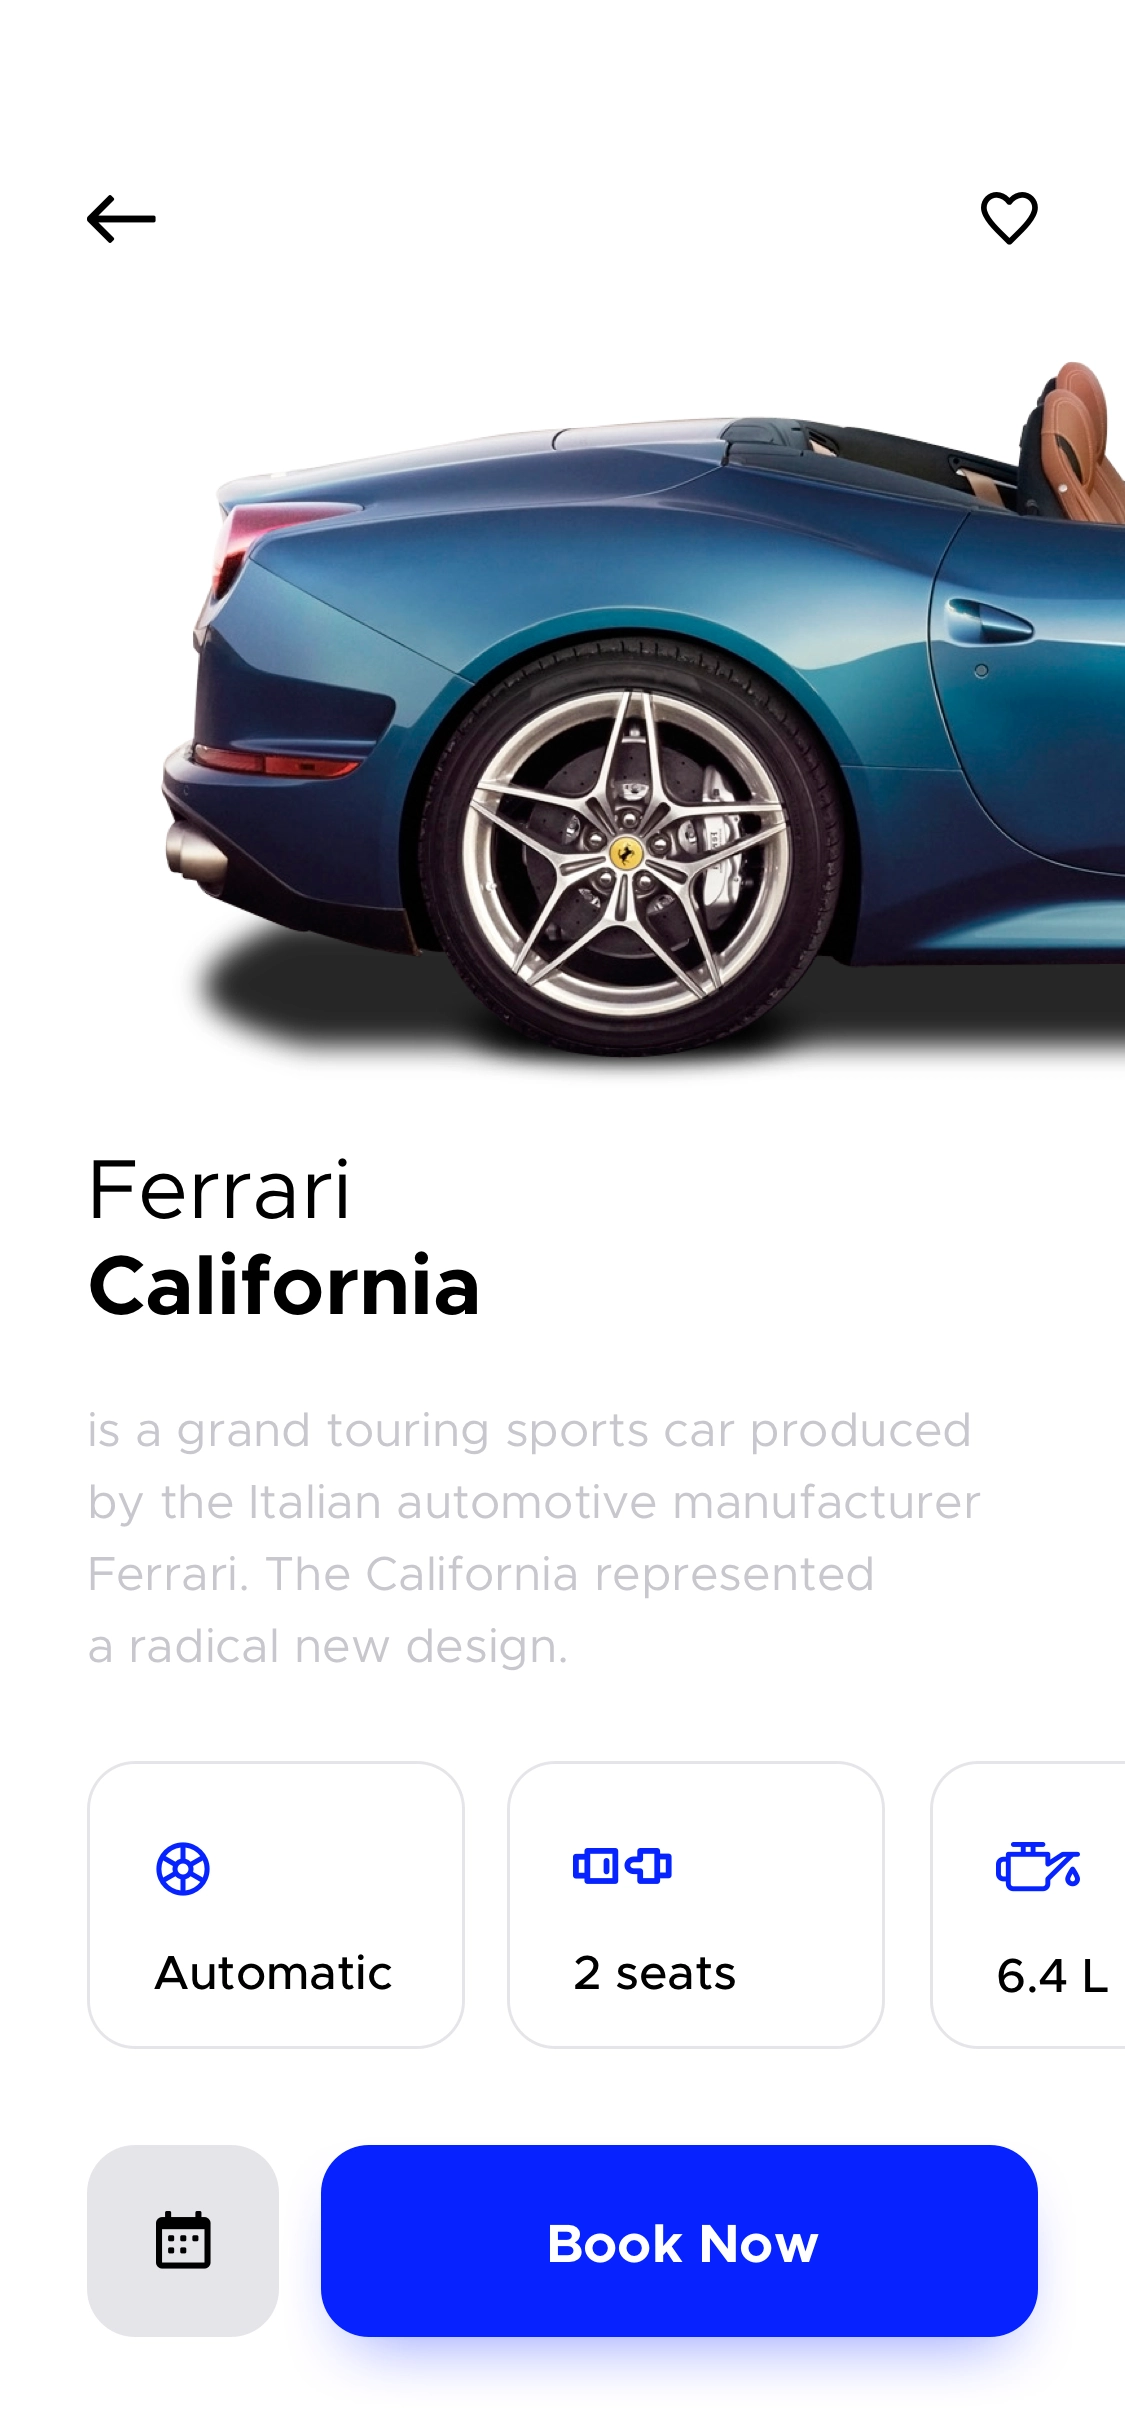 Ferrari
California
is a grand touring sports car produced
by the Italian automotive manufacturer
Ferrari. The California represented
a radical new design.
Automatic
2 seats
6.4 L
Book Now